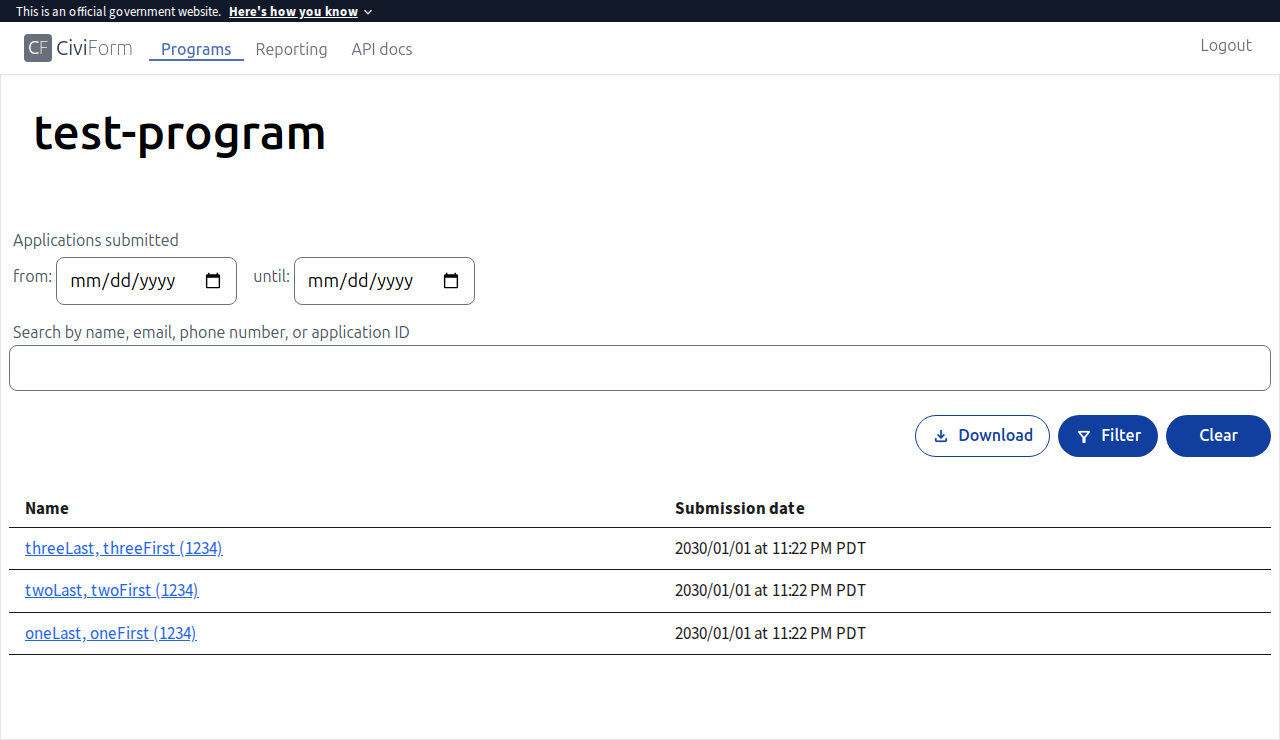 This is an official government website. Here's how you know
CF CiviForm Programs Reporting API docs Logout
test-program
Applications submitted
from: mm/dd/yyyy until: mm/dd/yyyy
Search by name, email, phone number, or application ID
Download Filter Clear
Name Submission date
threeLast, threeFirst (1234) 2030/01/01 at 11:22 PM PDT
twoLast, twoFirst (1234) 2030/01/01 at 11:22 PM PDT
oneLast, oneFirst (1234) 2030/01/01 at 11:22 PM PDT